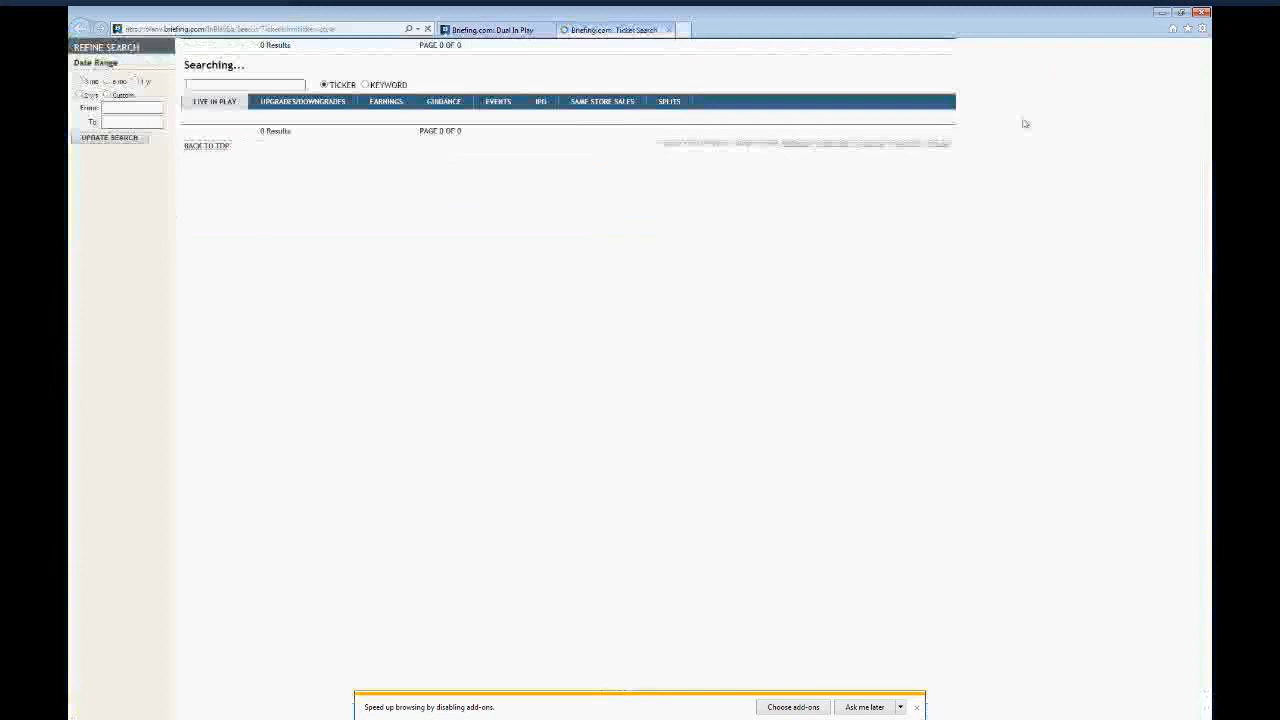 Briefing.com: Dual In Play
Briefing.com: Ticker Search
REFINE SEARCH
0 Results PAGE 0 OF 0
Date Range
Searching...
TICKER KEYWORD
Custom
LIVE IN PLAY UPGRADES/DOWNGRADES EARNINGS GUIDANCE EVENTS IPO SAME STORE SALES SPLITS
From:
To:
0 Results PAGE 0 OF 0
UPDATE SEARCH
BACK TO TOP
Speed up browsing by disabling add-ons. Choose add-ons Ask me later